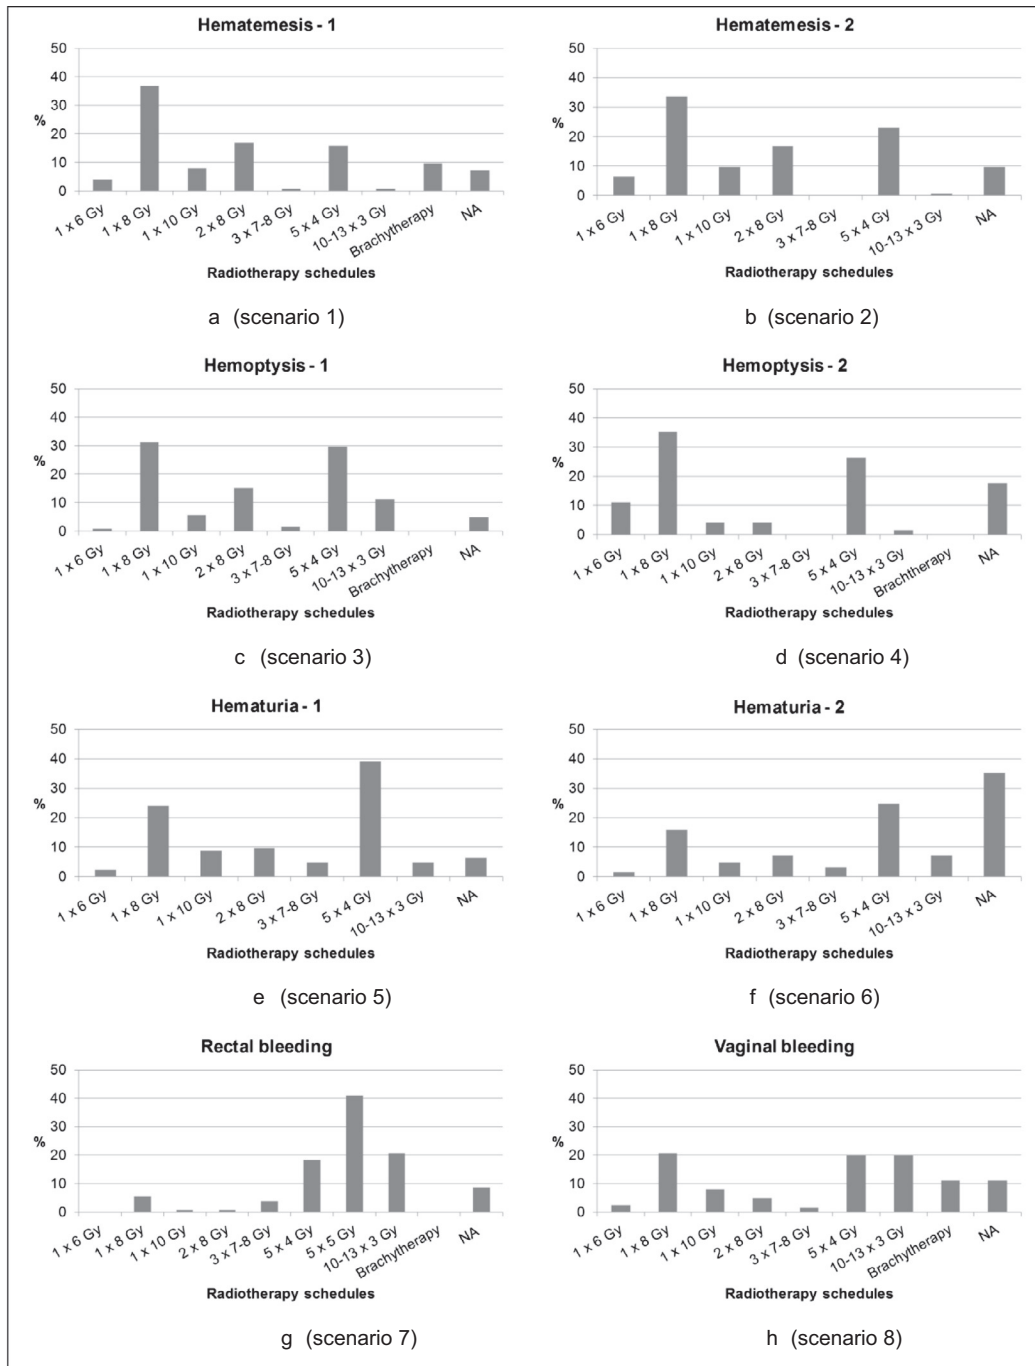 Hematemesis - 1
50
40
%
30
20
10
0
1 x 6 Gy
1 x 8 Gy
1 x 10 Gy
2 x 8 Gy
3 x 7-8 Gy
5 x 4 Gy
10-13 x 3 Gy
Brachytherapy
NA
Radiotherapy schedules
a (scenario 1)
Hematemesis - 2
50
40
%
30
20
10
0
1 x 6 Gy
1 x 8 Gy
1 x 10 Gy
2 x 8 Gy
3 x 7-8 Gy
5 x 4 Gy
10-13 x 3 Gy
NA
Radiotherapy schedules
b (scenario 2)
Hemoptysis - 1
50
40
%
30
20
10
0
1 x 6 Gy
1 x 8 Gy
1 x 10 Gy
2 x 8 Gy
3 x 7-8 Gy
5 x 4 Gy
10-13 x 3 Gy
Brachytherapy
NA
Radiotherapy schedules
c (scenario 3)
Hemoptysis - 2
50
40
%
30
20
10
0
1 x 6 Gy
1 x 8 Gy
1 x 10 Gy
2 x 8 Gy
3 x 7-8 Gy
5 x 4 Gy
10-13 x 3 Gy
Brachtherapy
NA
Radiotherapy schedules
d (scenario 4)
Hematuria - 1
50
40
%
30
20
10
0
1 x 6 Gy
1 x 8 Gy
1 x 10 Gy
2 x 8 Gy
3 x 7-8 Gy
5 x 4 Gy
10-13 x 3 Gy
NA
Radiotherapy schedules
e (scenario 5)
Hematuria - 2
50
40
%
30
20
10
0
1 x 6 Gy
1 x 8 Gy
1 x 10 Gy
2 x 8 Gy
3 x 7-8 Gy
5 x 4 Gy
10-13 x 3 Gy
NA
Radiotherapy schedules
f (scenario 6)
Rectal bleeding
50
40
%
30
20
10
0
1 x 6 Gy
1 x 8 Gy
1 x 10 Gy
2 x 8 Gy
3 x 7-8 Gy
5 x 4 Gy
5 x 5 Gy
10-13 x 3 Gy
Brachytherapy
NA
Radiotherapy schedules
g (scenario 7)
Vaginal bleeding
50
40
%
30
20
10
0
1 x 6 Gy
1 x 8 Gy
1 x 10 Gy
2 x 8 Gy
3 x 7-8 Gy
5 x 4 Gy
10-13 x 3 Gy
Brachytherapy
NA
Radiotherapy schedules
h (scenario 8)